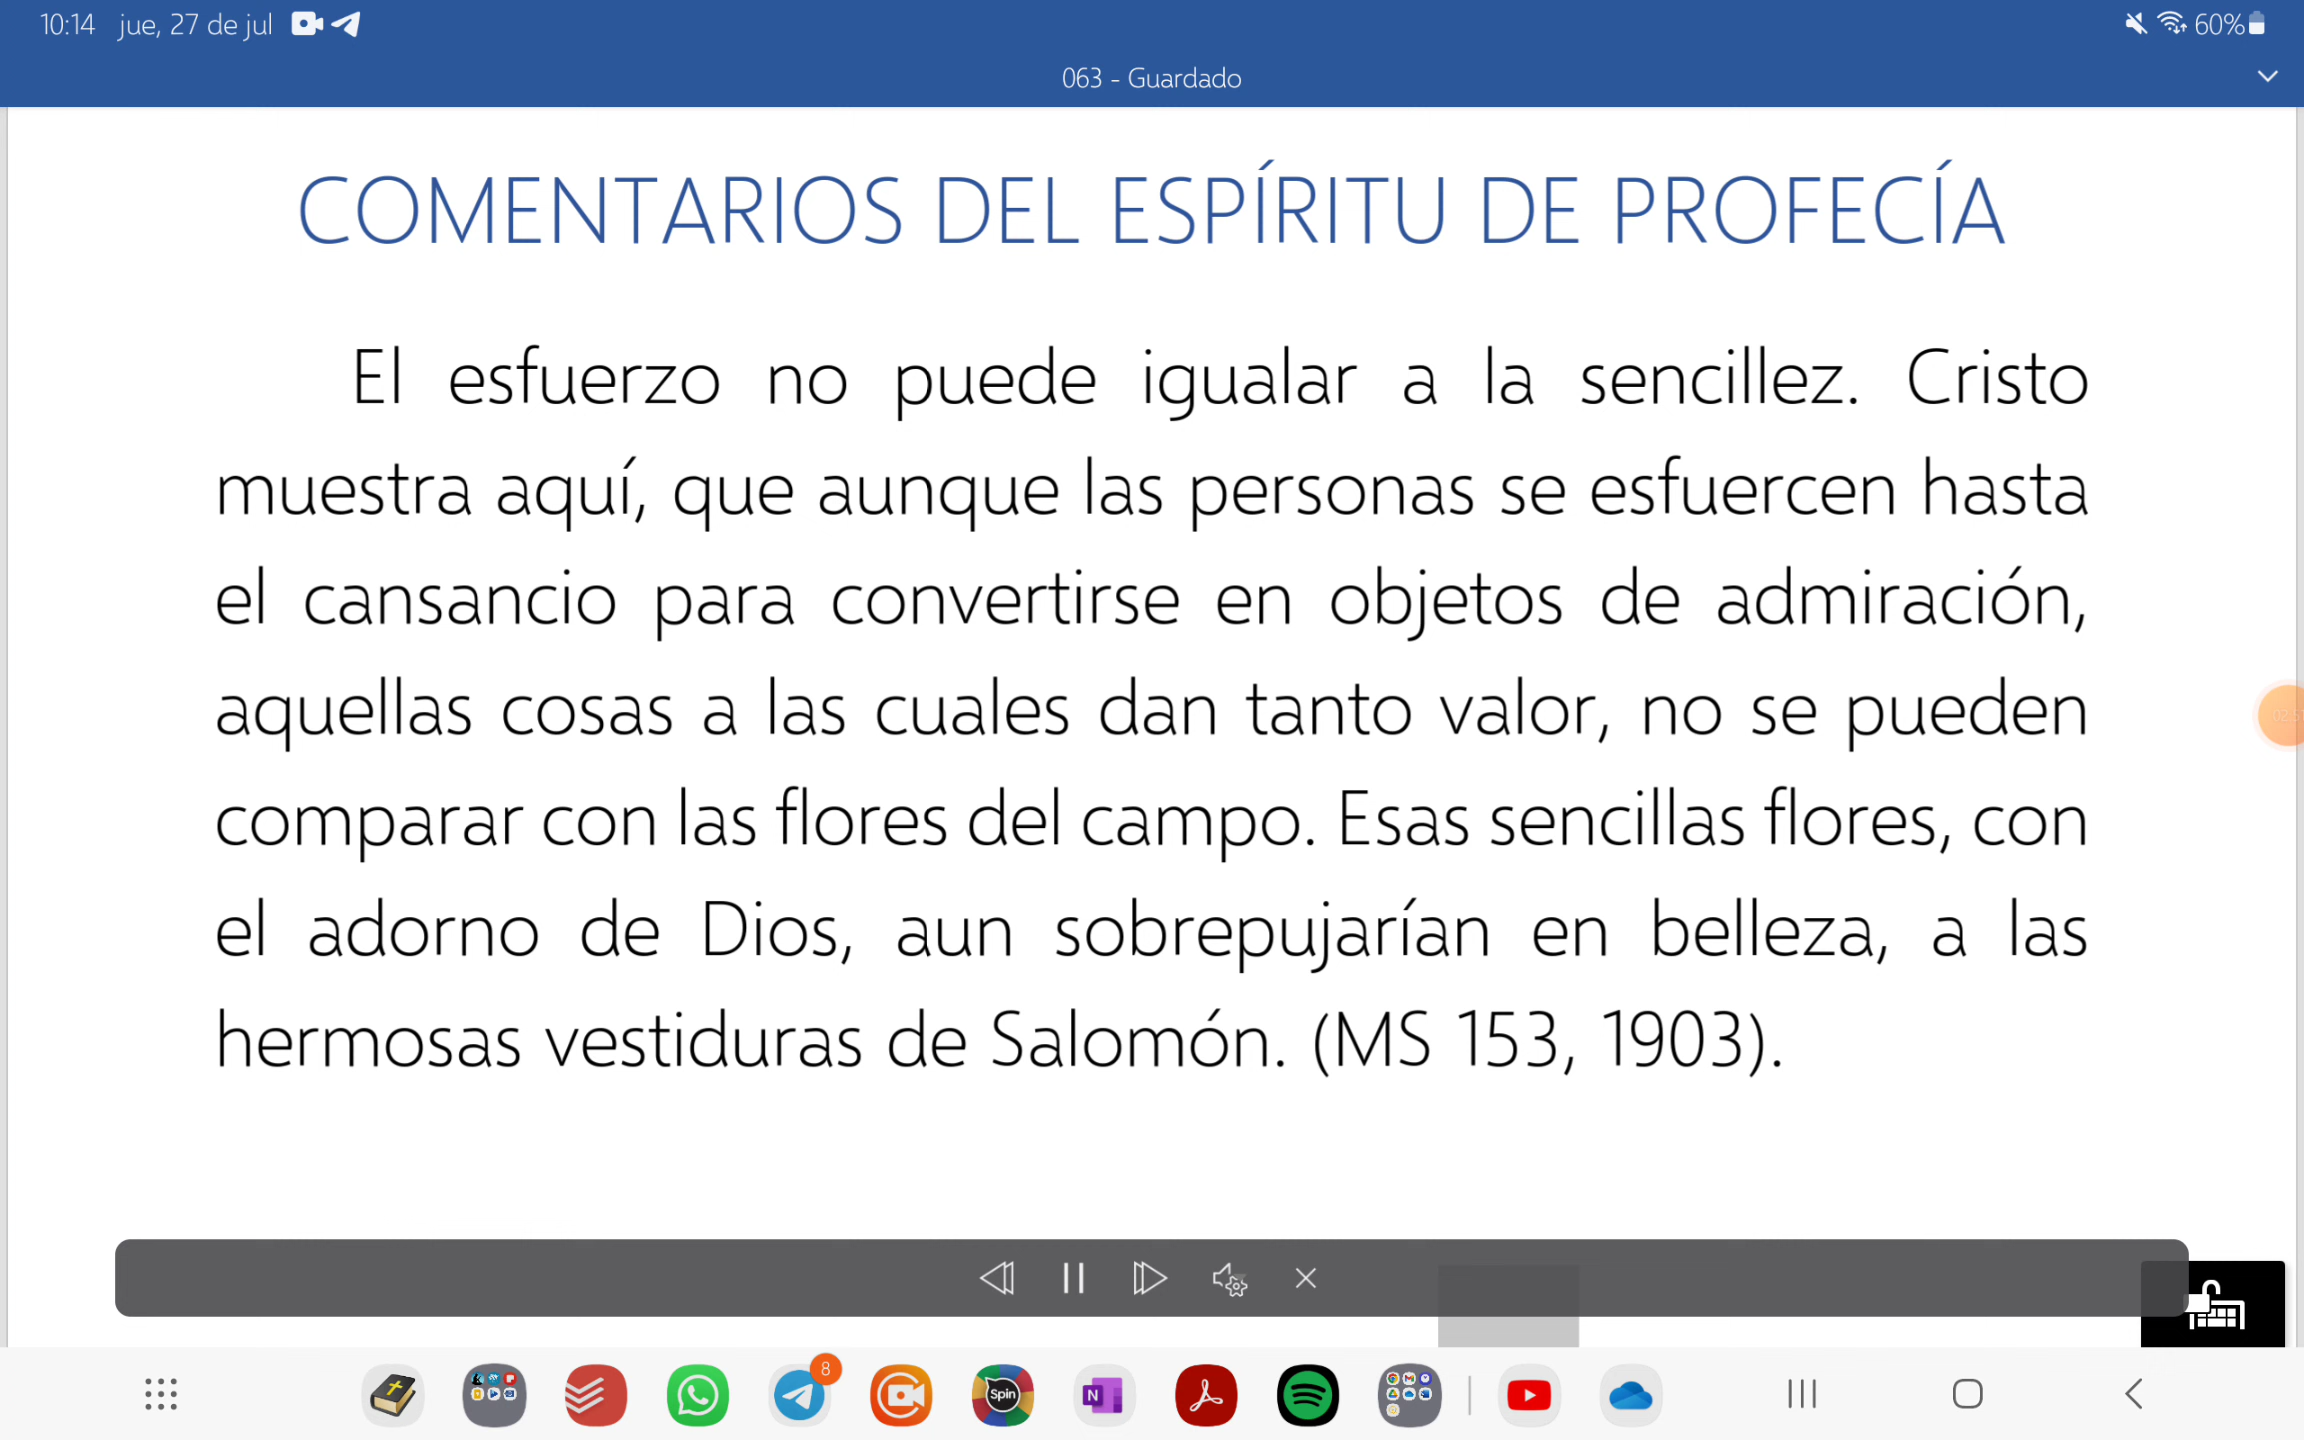 10:14 jue, 27 de jul 60%
063 - Guardado
COMENTARIOS DEL ESPÍRITU DE PROFECÍA
El esfuerzo no puede igualar a la sencillez. Cristo
muestra aquí, que aunque las personas se esfuercen hasta
el cansancio para convertirse en objetos de admiración,
aquellas cosas a las cuales dan tanto valor, no se pueden
comparar con las flores del campo. Esas sencillas flores, con
el adorno de Dios, aun sobrepujarían en belleza, a las
hermosas vestiduras de Salomón. (MS 153, 1903).
8
Spin
N